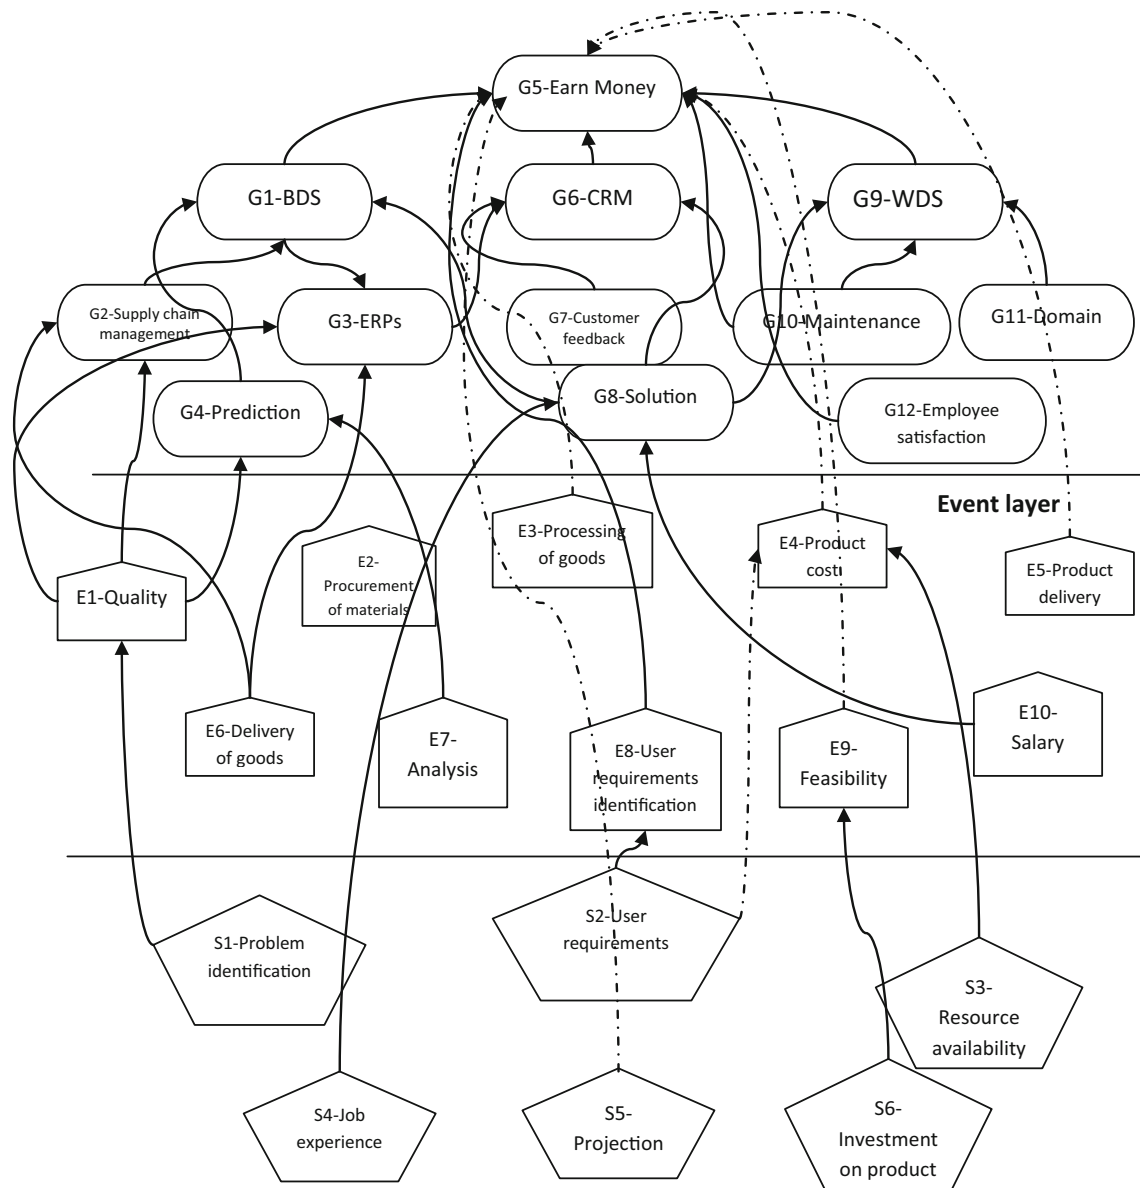 G5-Earn Money
G1-BDS
G6-CRM
G9-WDS
G2-Supply chain
management
G3-ERPs
G7-Customer
feedback
G10-Maintenance
G11-Domain
G4-Prediction
G8-Solution
G12-Employee
satisfaction
Event layer
E1-Quality
E2-
Procurement
of materials
E3-Processing
of goods
E4-Product
cost
E5-Product
delivery
E6-Delivery
of goods
E7-
Analysis
E8-User
requirements
identification
E9-
Feasibility
E10-
Salary
S1-Problem
identification
S2-User
requirements
S3-
Resource
availability
S4-Job
experience
S5-
Projection
S6-
Investment
on product